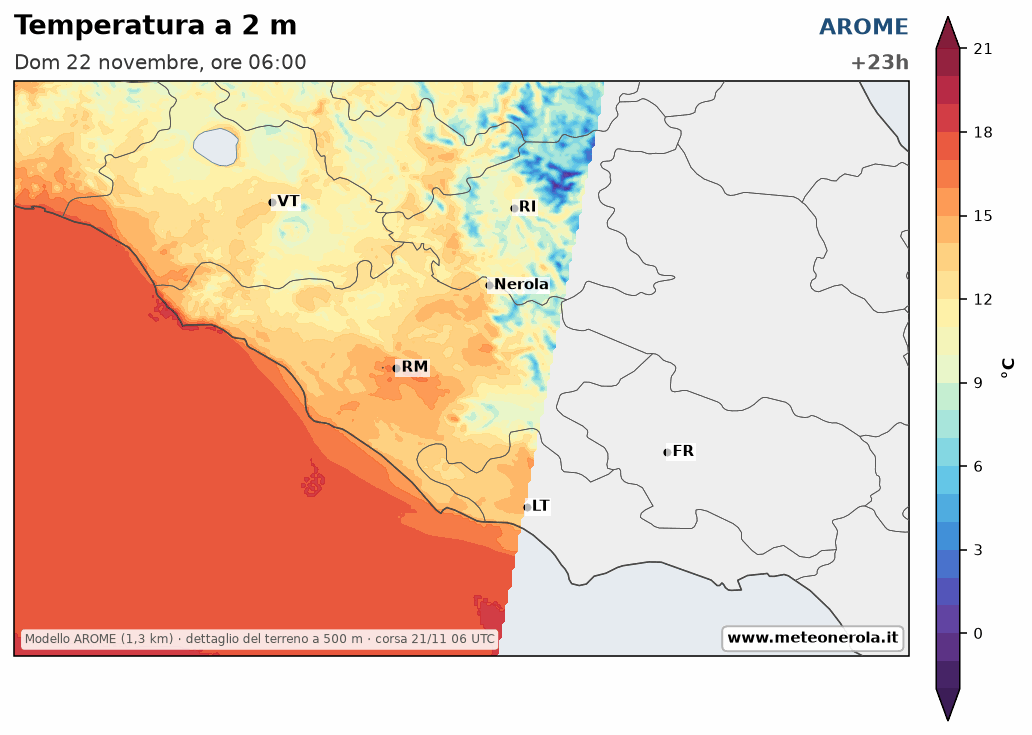 Temperatura a 2 m
AROME
Dom 22 novembre, ore 06:00
+23h
VT
RI
Nerola
RM
FR
LT
Modello AROME (1,3 km) · dettaglio del terreno a 500 m · corsa 21/11 06 UTC
www.meteonerola.it
21
18
15
12
9
6
3
0
°C